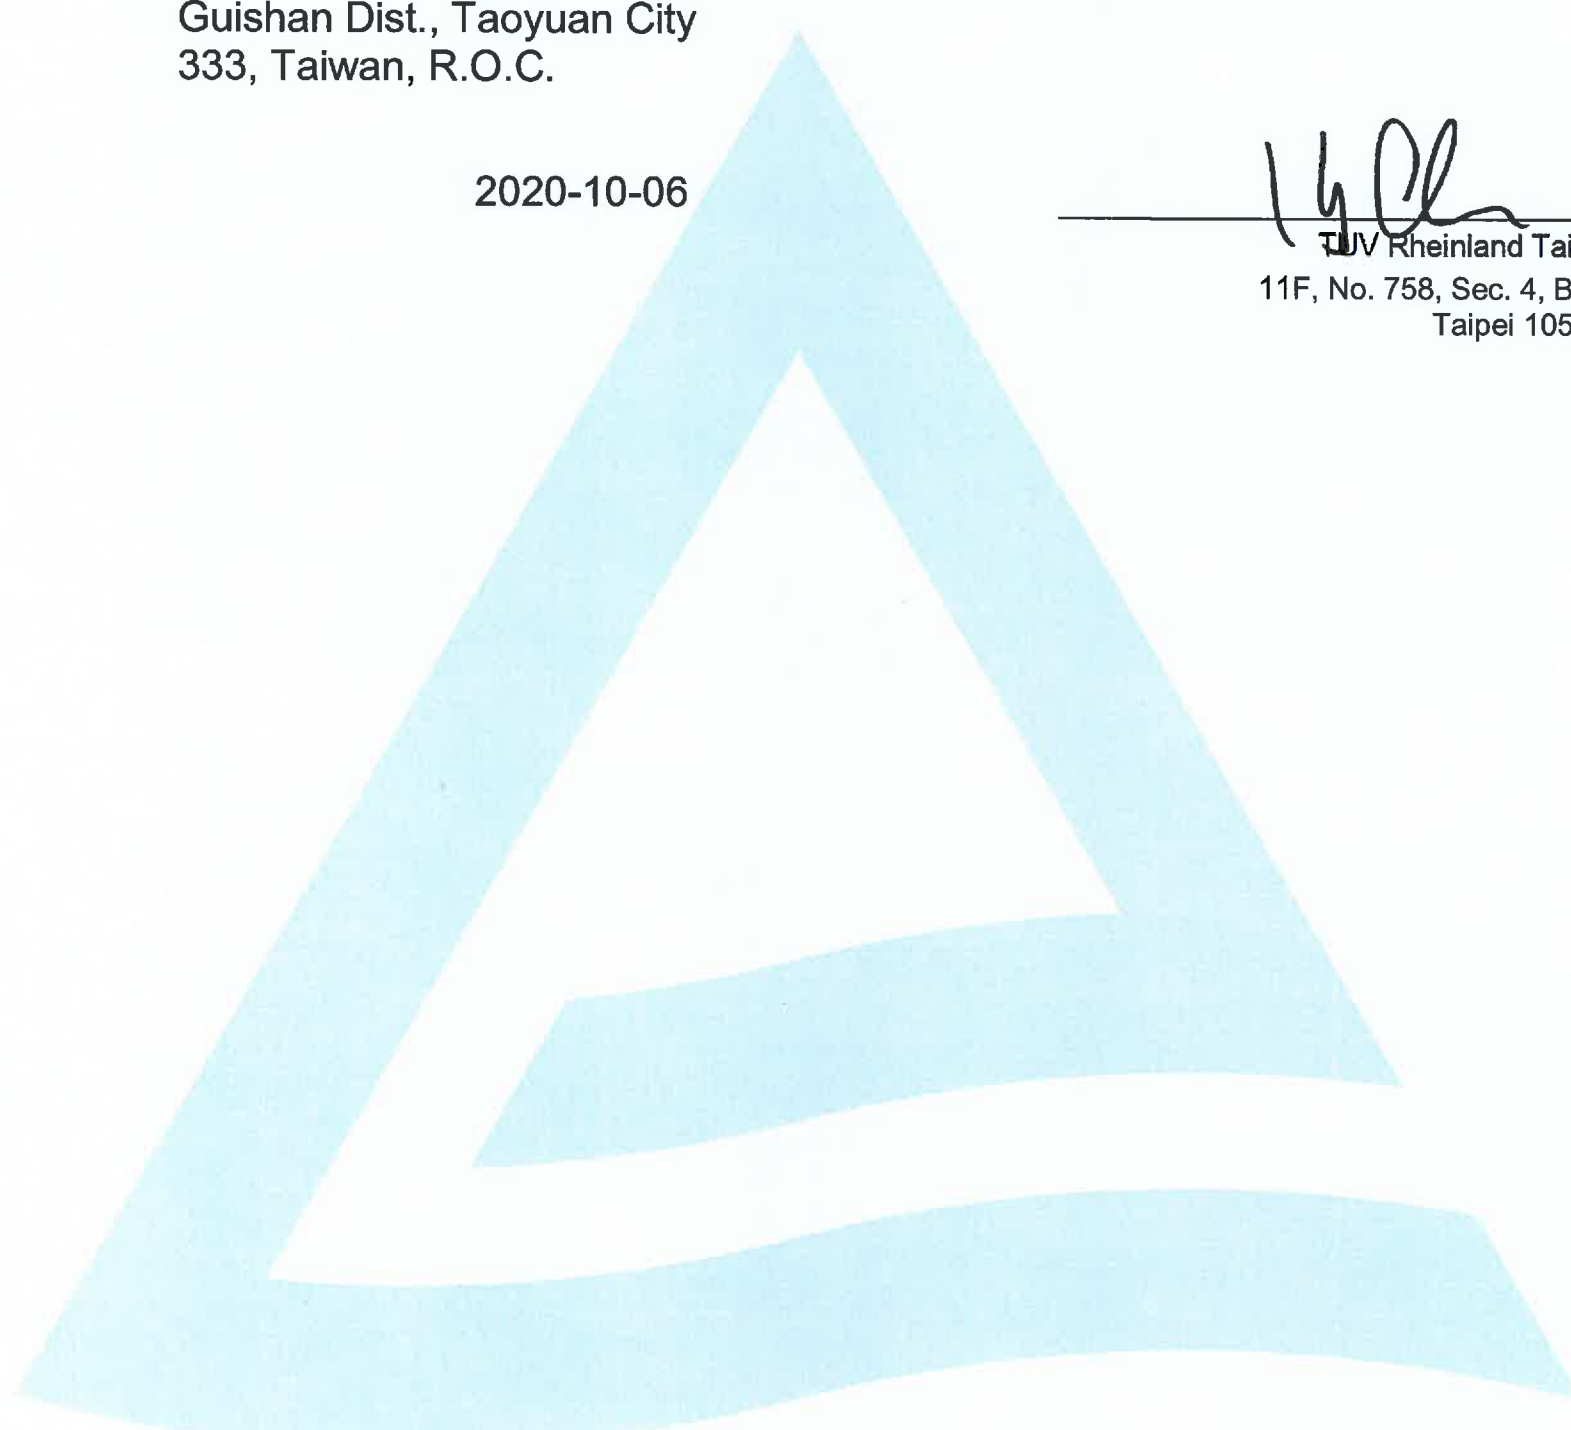 Guishan Dist., Taoyuan City
333, Taiwan, R.O.C.
2020-10-06
TUV Rheinland Tai
11F, No. 758, Sec. 4, B
Taipei 105